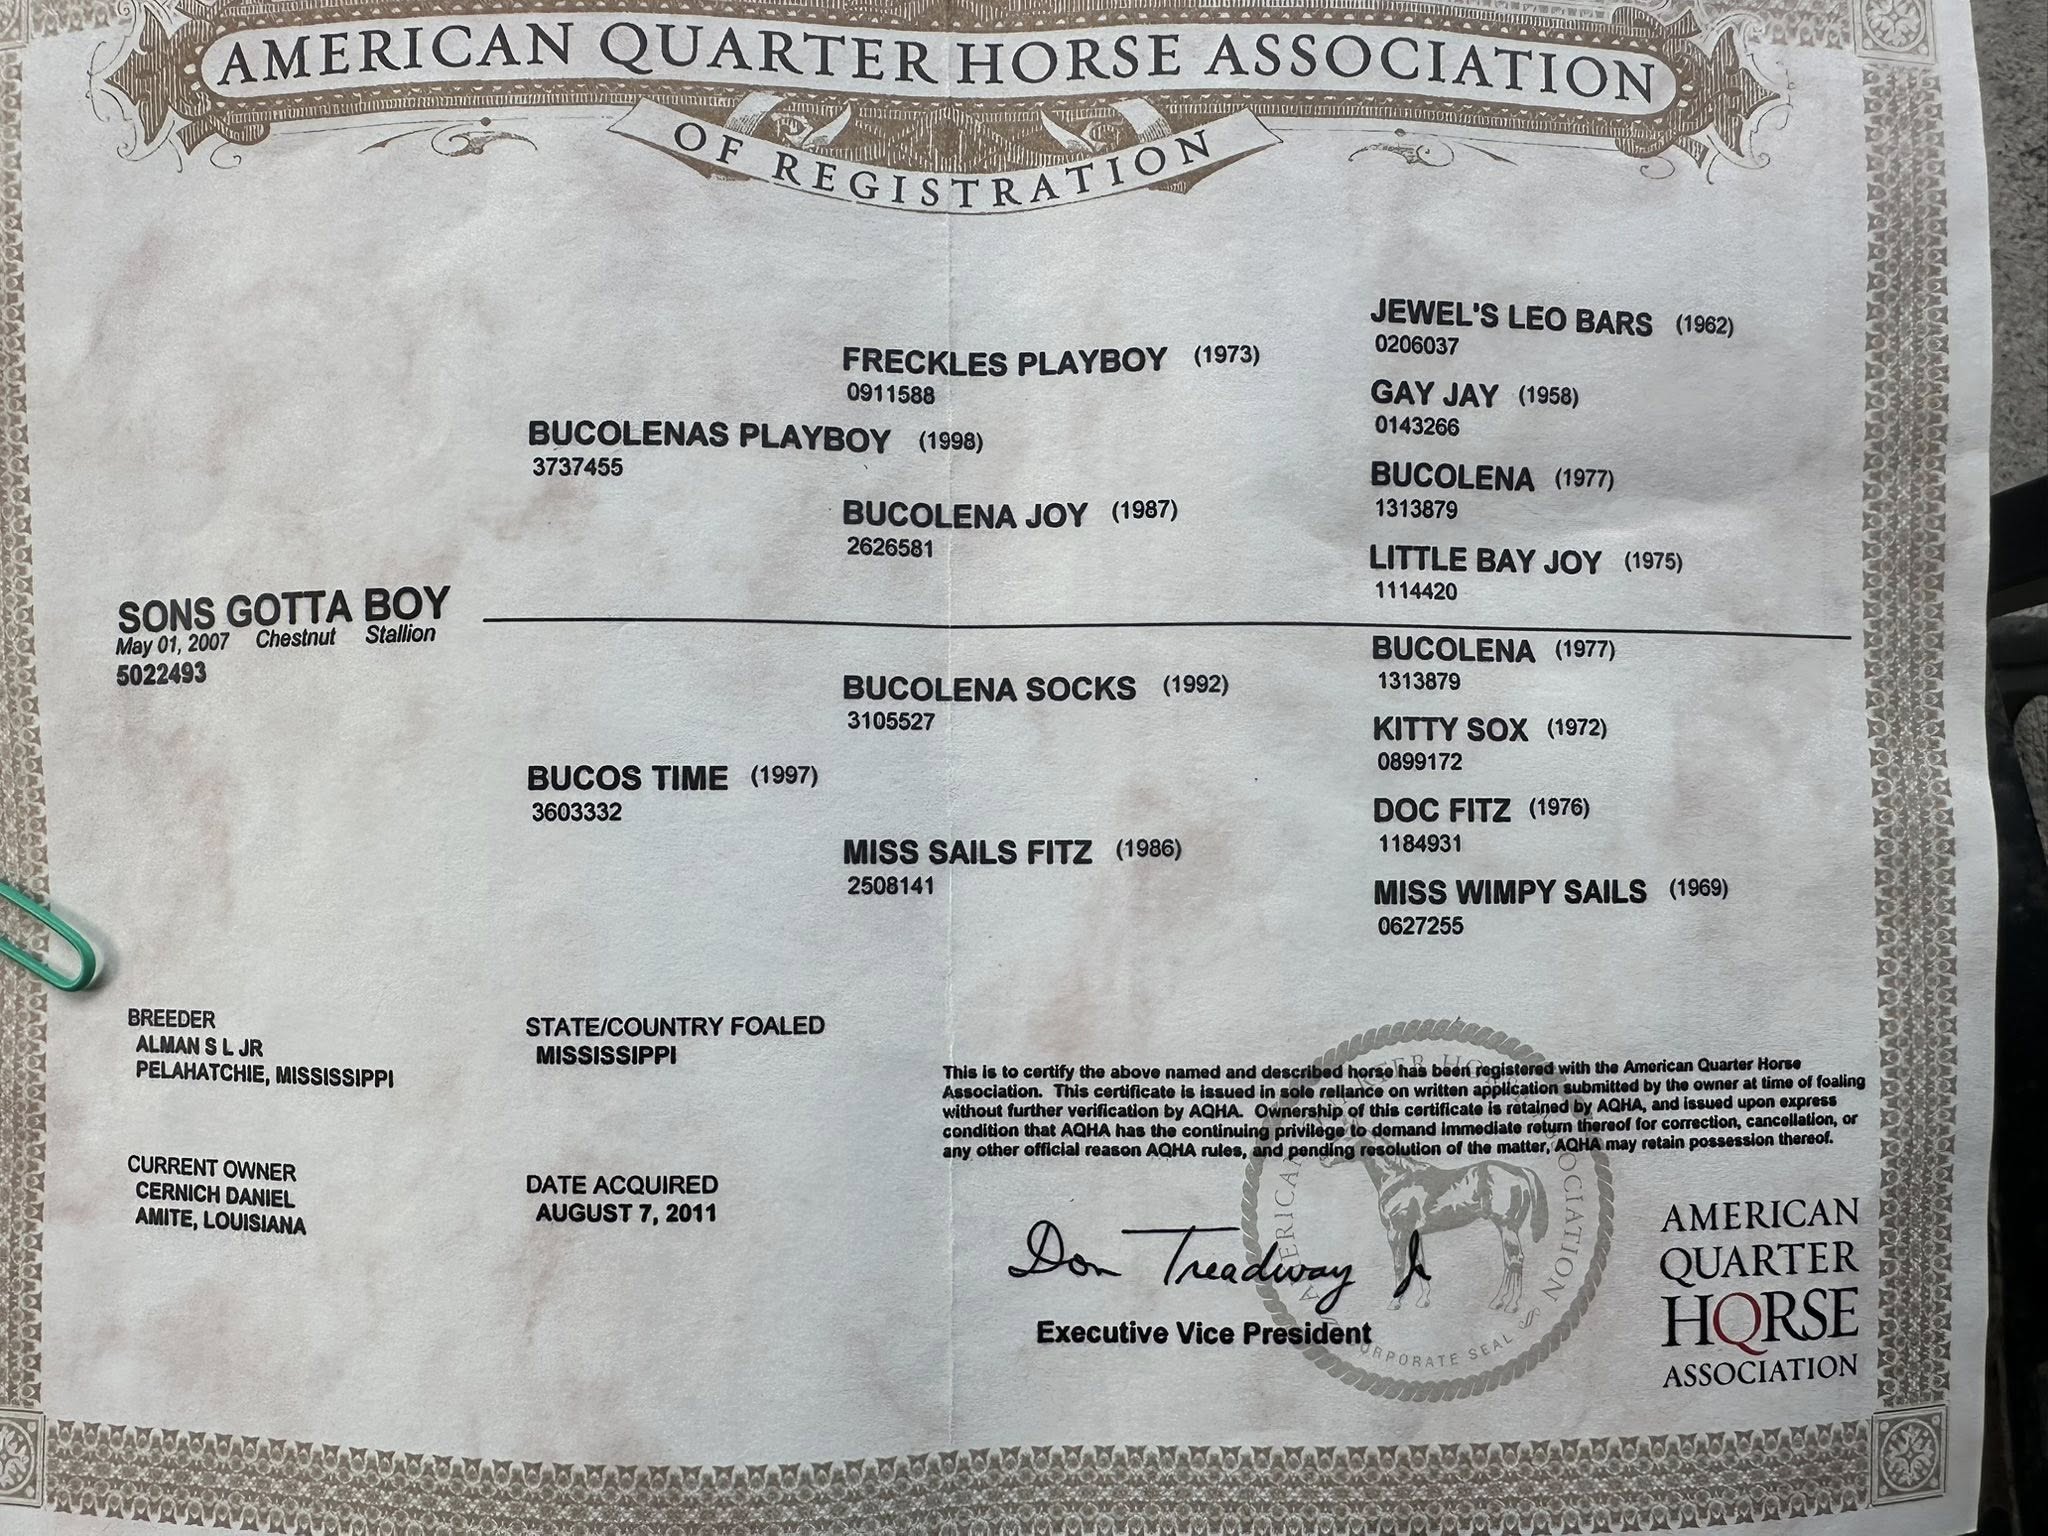 AMERICAN QUARTER HORSE ASSOCIATION
OF REGISTRATION
JEWEL'S LEO BARS (1962)
0206037
FRECKLES PLAYBOY (1973)
0911588
GAY JAY (1958)
0143266
BUCOLENAS PLAYBOY (1998)
3737455
BUCOLENA (1977)
1313879
BUCOLENA JOY (1987)
2626581
LITTLE BAY JOY (1975)
1114420
SONS GOTTA BOY
May 01, 2007 Chestnut Stallion
5022493
BUCOLENA (1977)
1313879
BUCOLENA SOCKS (1992)
3105527
KITTY SOX (1972)
0899172
BUCOS TIME (1997)
3603332
DOC FITZ (1976)
1184931
MISS SAILS FITZ (1986)
2508141
MISS WIMPY SAILS (1969)
0627255
BREEDER
ALMAN S L JR
PELAHATCHIE, MISSISSIPPI
STATE/COUNTRY FOALED
MISSISSIPPI
CURRENT OWNER
CERNICH DANIEL
AMITE, LOUISIANA
DATE ACQUIRED
AUGUST 7, 2011
This is to certify the above named and described horse has been registered with the American Quarter Horse
Association. This certificate is issued in sole reliance on written application submitted by the owner at time of foaling
without further verification by AQHA. Ownership of this certificate is retained by AQHA, and issued upon express
condition that AQHA has the continuing privilege to demand immediate return thereof for correction, cancellation, or
any other official reason AQHA rules, and pending resolution of the matter, AQHA may retain possession thereof.
Don Treadway Jr
Executive Vice President
CORPORATE SEAL
AMERICAN
QUARTER
HORSE
ASSOCIATION